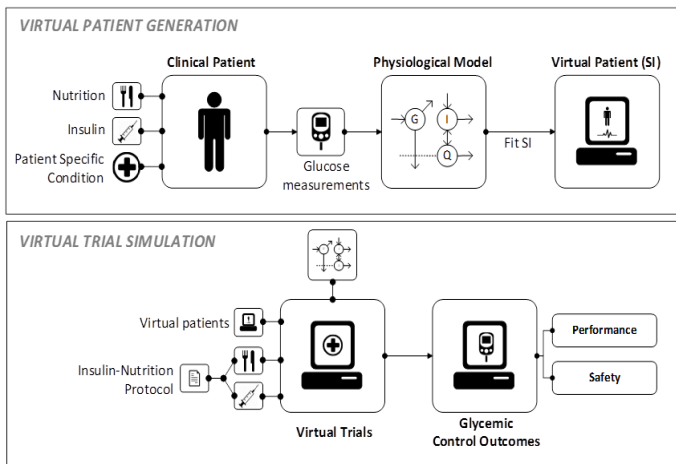 VIRTUAL PATIENT GENERATION
Clinical Patient
Physiological Model
Virtual Patient (SI)
Nutrition
Insulin
Patient Specific
Condition
Glucose
measurements
G
I
Q
Fit SI
VIRTUAL TRIAL SIMULATION
Virtual patients
Insulin-Nutrition
Protocol
Virtual Trials
Glycemic
Control Outcomes
Performance
Safety